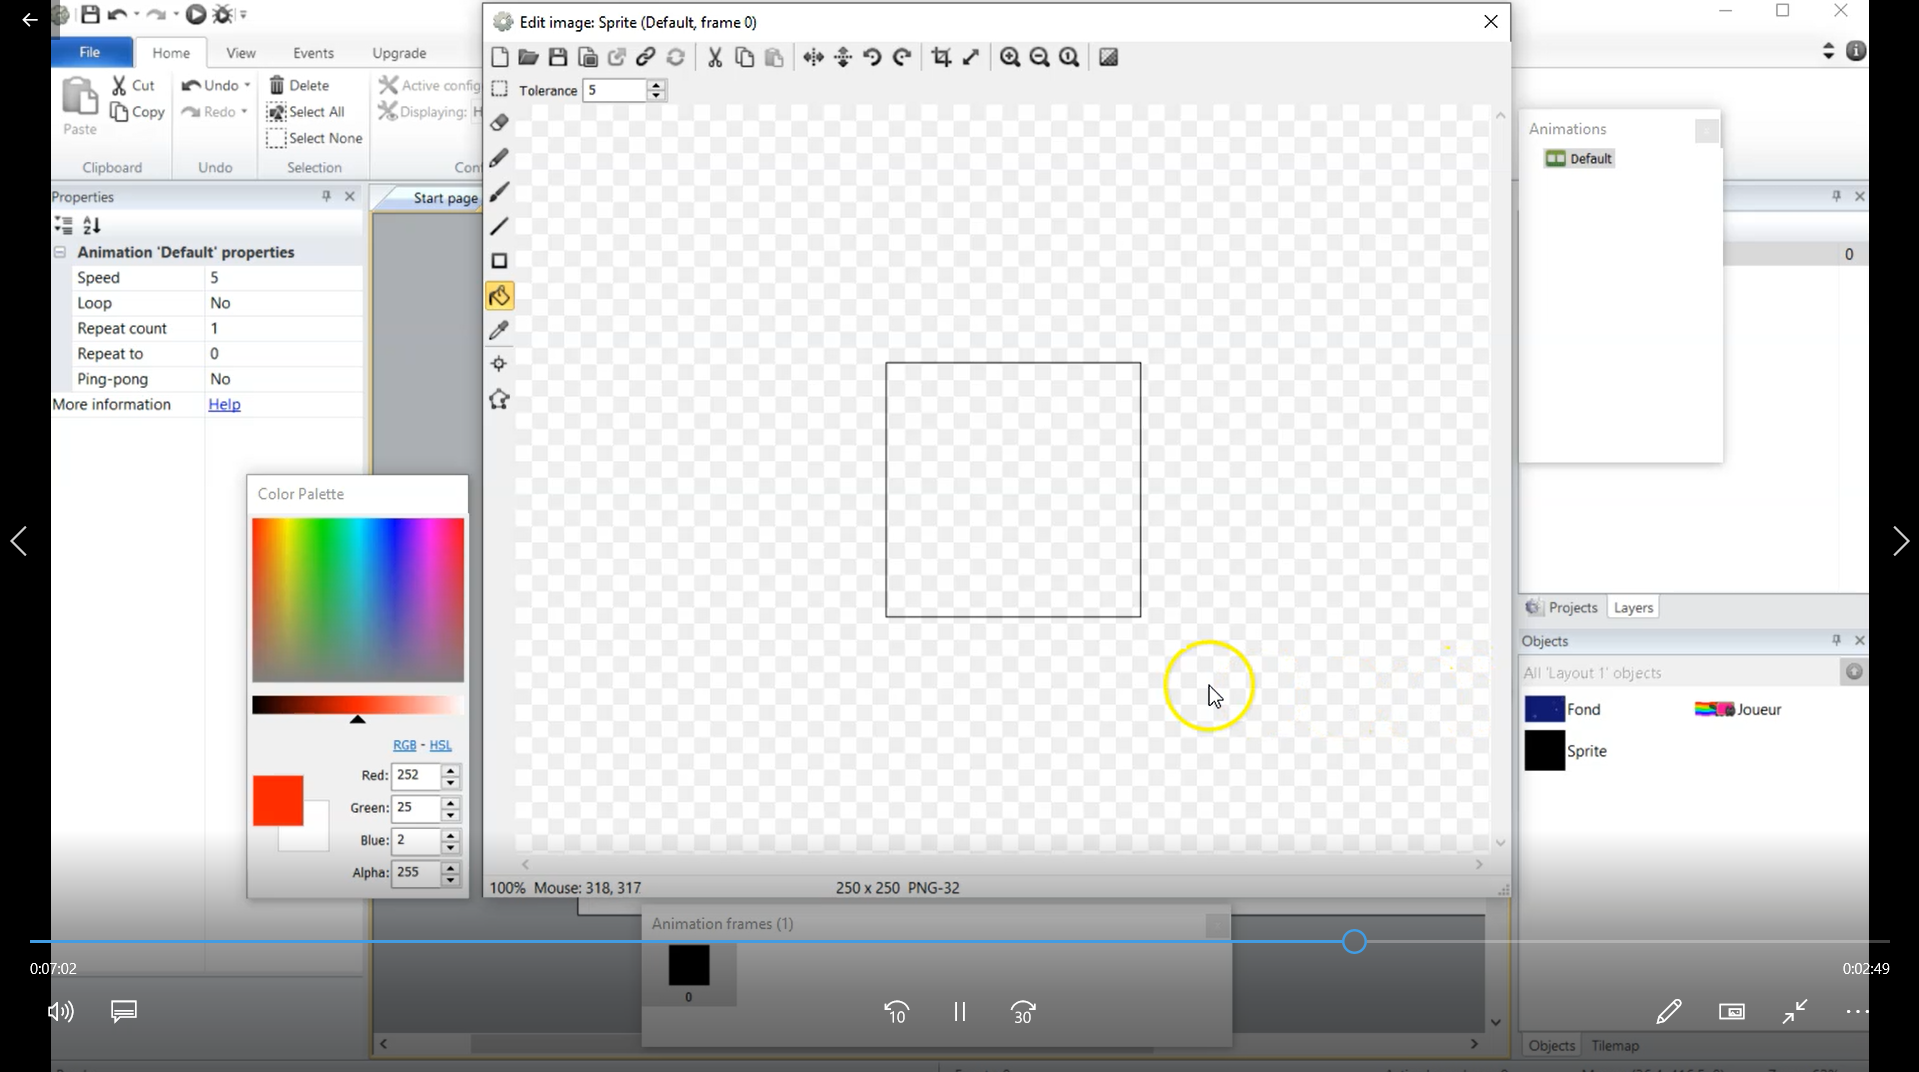 Edit image: Sprite (Default, frame 0)
File Home View Events Upgrade
Paste
Cut
Copy
Clipboard
Undo
Redo
Undo
Delete
Select All
Select None
Selection
Active config
Displaying: H
Con
Tolerance 5
Animations
Default
Properties
Start page
Animation 'Default' properties
Speed 5
Loop No
Repeat count 1
Repeat to 0
Ping-pong No
More information Help
0
Color Palette
RGB - HSL
Red: 252
Green: 25
Blue: 2
Alpha: 255
100% Mouse: 318, 317 250 x 250 PNG-32
Projects Layers
Objects
All 'Layout 1' objects
Fond Joueur
Sprite
Animation frames (1)
0
0:07:02 0:02:49
10 30
Objects Tilemap